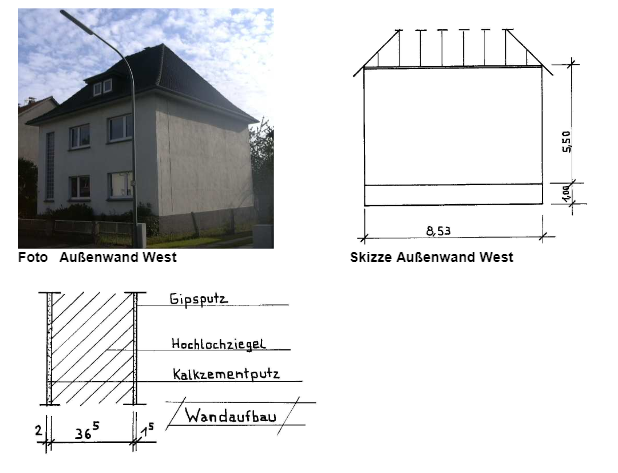 5,50
1,00
8,53
Foto Außenwand West
Skizze Außenwand West
Gipsputz
Hochlochziegel
Kalkzementputz
Wandaufbau
2
36⁵
1⁵